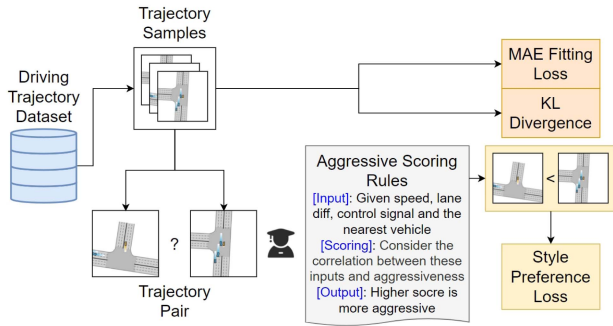 Trajectory
Samples
Driving
Trajectory
Dataset
MAE Fitting
Loss
KL
Divergence
?
Trajectory
Pair
Aggressive Scoring
Rules
[Input]: Given speed, lane
diff, control signal and the
nearest vehicle
[Scoring]: Consider the
correlation between these
inputs and aggressiveness
[Output]: Higher socre is
more aggressive
<
Style
Preference
Loss